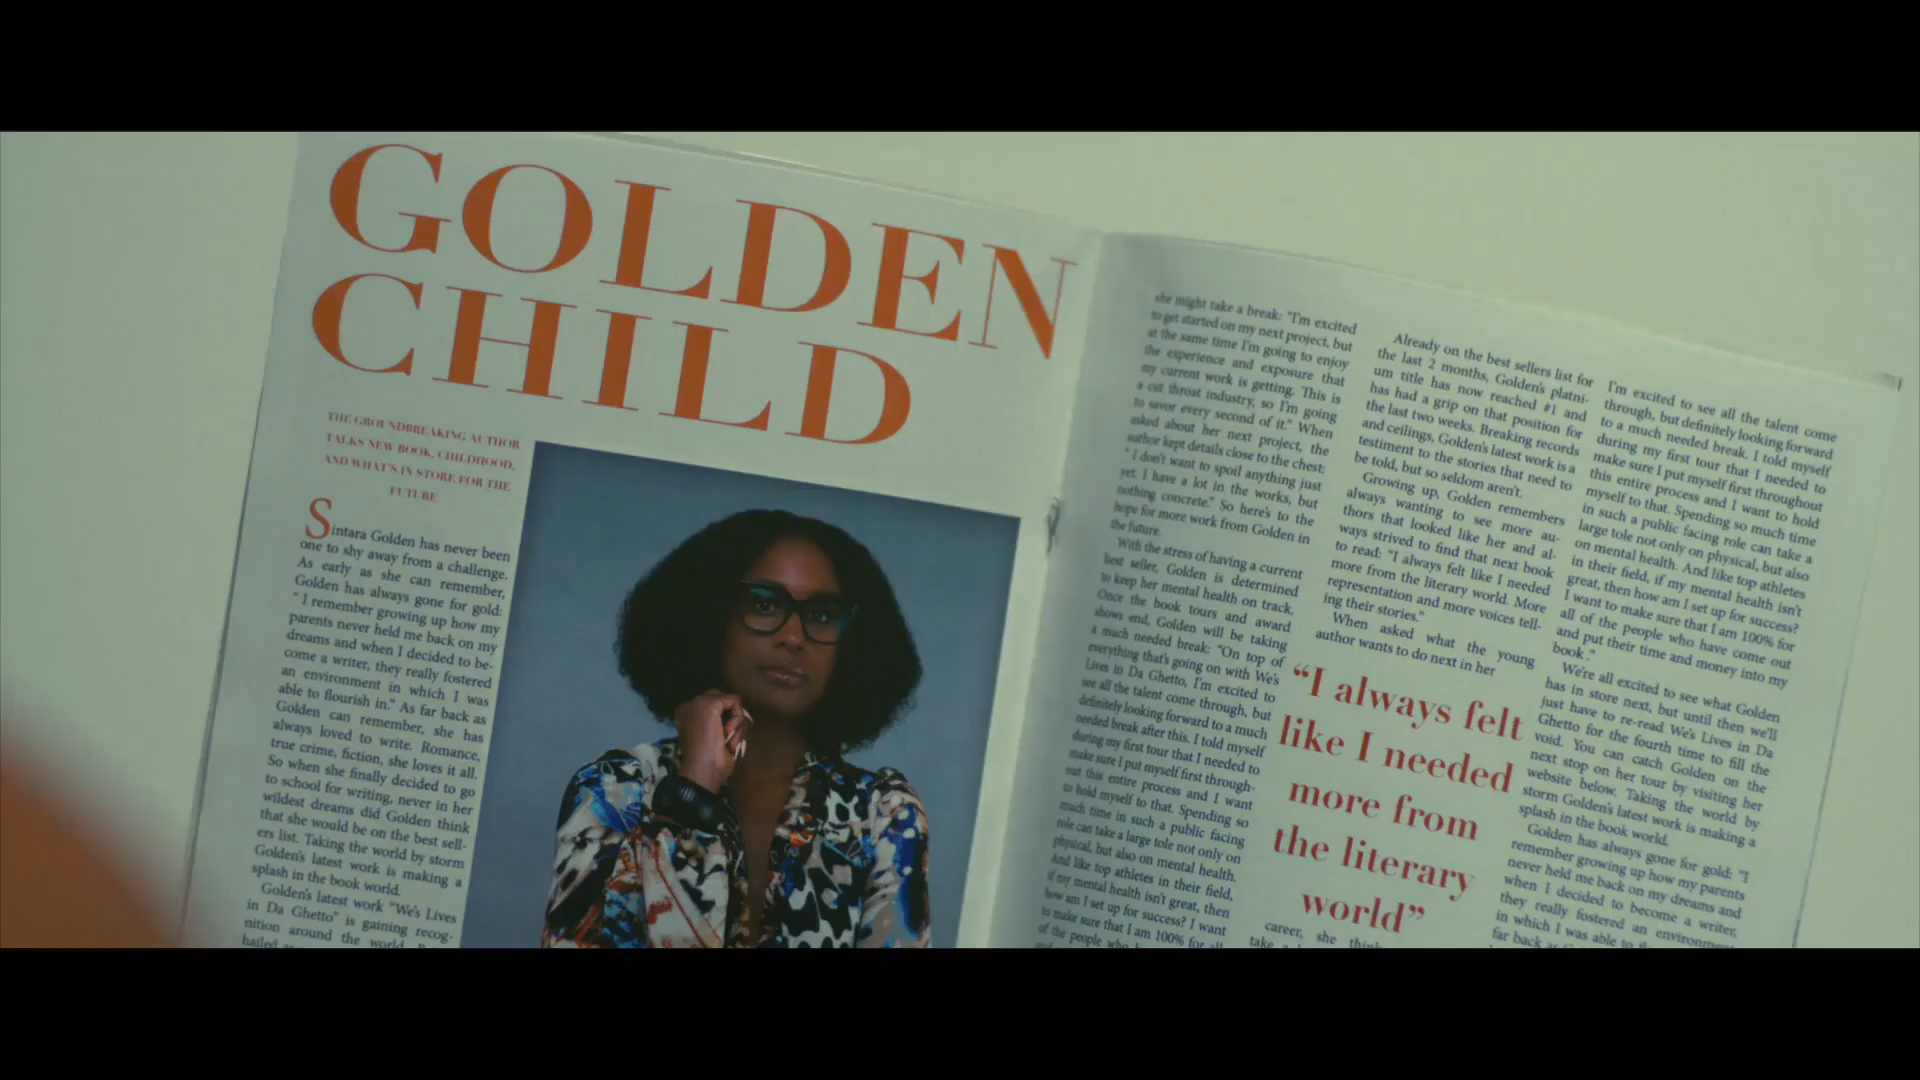 GOLDEN
CHILD
THE GROUNDBREAKING AUTHOR
TALKS NEW BOOK, CHILDHOOD,
AND WHAT'S IN STORE FOR THE
FUTURE
Sintara Golden has never been
one to shy away from a challenge.
As early as she can remember,
Golden has always gone for gold:
" I remember growing up how my
parents never held me back on my
dreams and when I decided to be-
come a writer, they really fostered
an environment in which I was
able to flourish in." As far back as
Golden can remember, she has
always loved to write. Romance,
true crime, fiction, she loves it all.
So when she finally decided to go
to school for writing, never in her
wildest dreams did Golden think
that she would be on the best sell-
ers list. Taking the world by storm
Golden's latest work is making a
splash in the book world.
Golden's latest work "We's Lives
in Da Ghetto" is gaining recog-
nition around the world.
hailed
she might take a break: "I'm excited
to get started on my next project, but
at the same time I'm going to enjoy
the experience and exposure that
my current work is getting. This is
a cut throat industry, so I'm going
to savor every second of it." When
asked about her next project, the
author kept details close to the chest:
" I don't want to spoil anything just
yet. I have a lot in the works, but
nothing concrete." So here's to the
hope for more work from Golden in
the future.
With the stress of having a current
best seller, Golden is determined
to keep her mental health on track.
Once the book tours and award
shows end, Golden will be taking
a much needed break: "On top of
everything that's going on with We's
Lives in Da Ghetto, I'm excited to
see all the talent come through, but
definitely looking forward to a much
needed break after this. I told myself
during my first tour that I needed to
make sure I put myself first through-
out this entire process and I want
to hold myself to that. Spending so
much time in such a public facing
role can take a large tole not only on
physical, but also on mental health.
And like top athletes in their field,
if my mental health isn't great, then
how am I set up for success? I want
to make sure that I am 100% for all
of the people who
Already on the best sellers list for
the last 2 months, Golden's platni-
um title has now reached #1 and
has had a grip on that position for
the last two weeks. Breaking records
and ceilings, Golden's latest work is a
testiment to the stories that need to
be told, but so seldom aren't.
Growing up, Golden remembers
always wanting to see more au-
thors that looked like her and al-
ways strived to find that next book
to read: "I always felt like I needed
more from the literary world. More
representation and more voices tell-
ing their stories."
When asked what the young
author wants to do next in her
"I always felt
like I needed
more from
the literary
world"
career, she think
take a
I'm excited to see all the talent come
through, but definitely looking forward
to a much needed break. I told myself
during my first tour that I needed to
make sure I put myself first throughout
this entire process and I want to hold
myself to that. Spending so much time
in such a public facing role can take a
large tole not only on physical, but also
on mental health. And like top athletes
in their field, if my mental health isn't
great, then how am I set up for success?
I want to make sure that I am 100% for
all of the people who have come out
and put their time and money into my
book."
We're all excited to see what Golden
has in store next, but until then we'll
just have to re-read We's Lives in Da
Ghetto for the fourth time to fill the
void. You can catch Golden on the
next stop on her tour by visiting her
website below. Taking the world by
storm Golden's latest work is making a
splash in the book world.
Golden has always gone for gold: "I
remember growing up how my parents
never held me back on my dreams and
when I decided to become a writer,
they really fostered an environment
in which I was able to
far back as